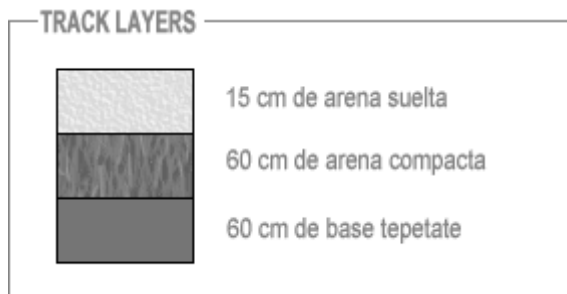 TRACK LAYERS
15 cm de arena suelta
60 cm de arena compacta
60 cm de base tepetate